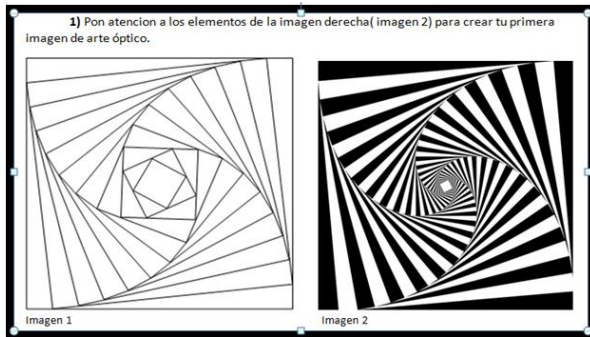 1) Pon atencion a los elementos de la imagen derecha( imagen 2) para crear tu primera
imagen de arte óptico.
Imagen 1
Imagen 2